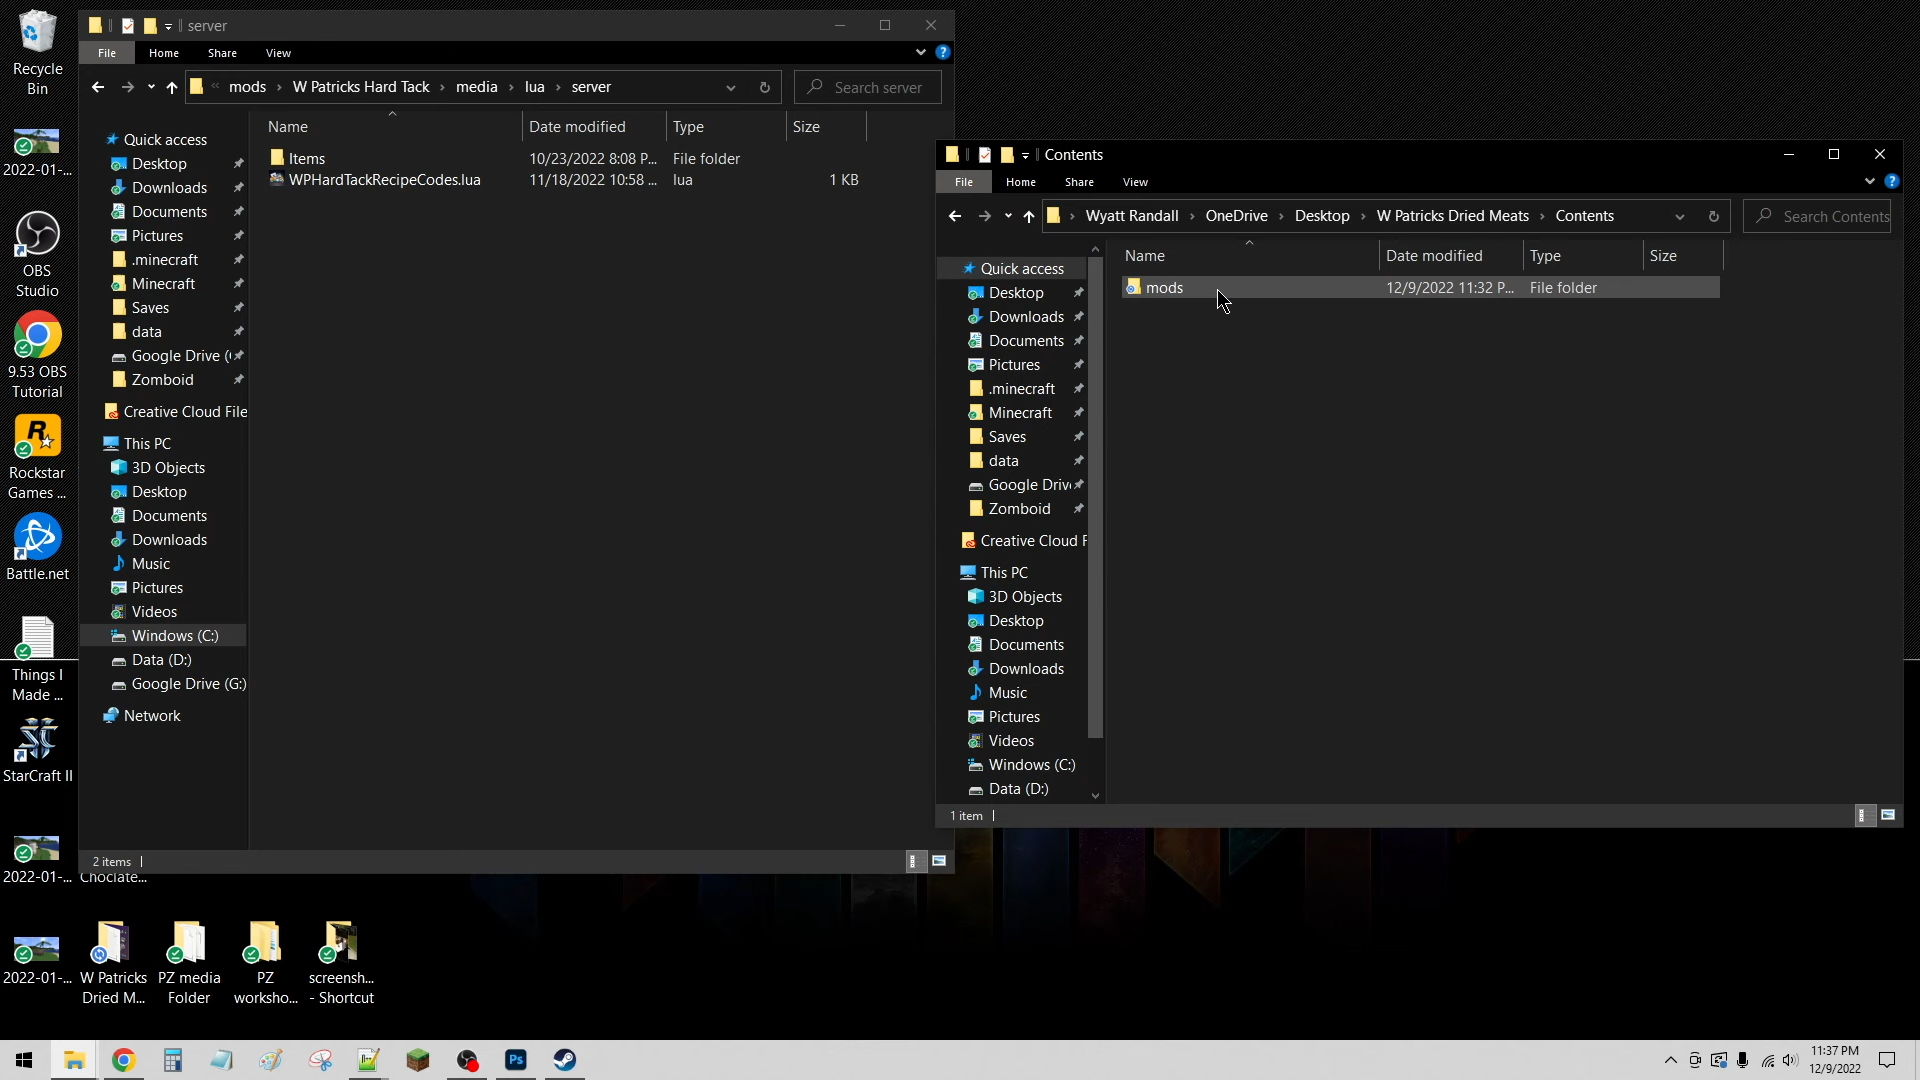 Recycle
Bin
2022-01-...
OBS
Studio
9.53 OBS
Tutorial
Rockstar
Games ...
Battle.net
Things I
Made ...
StarCraft II
2022-01-...
Choclate...
2022-01-...
W Patricks
Dried M...
PZ media
Folder
PZ
worksho...
screensh...
- Shortcut
server
File
Home
Share
View
mods › W Patricks Hard Tack › media › lua › server
Search server
Name
Date modified
Type
Size
Items
10/23/2022 8:08 P...
File folder
WPHardTackRecipeCodes.lua
11/18/2022 10:58 ...
lua
1 KB
Quick access
Desktop
Downloads
Documents
Pictures
.minecraft
Minecraft
Saves
data
Google Drive (
Zomboid
Creative Cloud File
This PC
3D Objects
Desktop
Documents
Downloads
Music
Pictures
Videos
Windows (C:)
Data (D:)
Google Drive (G:)
Network
2 items
Contents
File
Home
Share
View
› Wyatt Randall › OneDrive › Desktop › W Patricks Dried Meats › Contents
Search Contents
Name
Date modified
Type
Size
mods
12/9/2022 11:32 P...
File folder
Quick access
Desktop
Downloads
Documents
Pictures
.minecraft
Minecraft
Saves
data
Google Driv
Zomboid
Creative Cloud F
This PC
3D Objects
Desktop
Documents
Downloads
Music
Pictures
Videos
Windows (C:)
Data (D:)
1 item
Ps
11:37 PM
12/9/2022